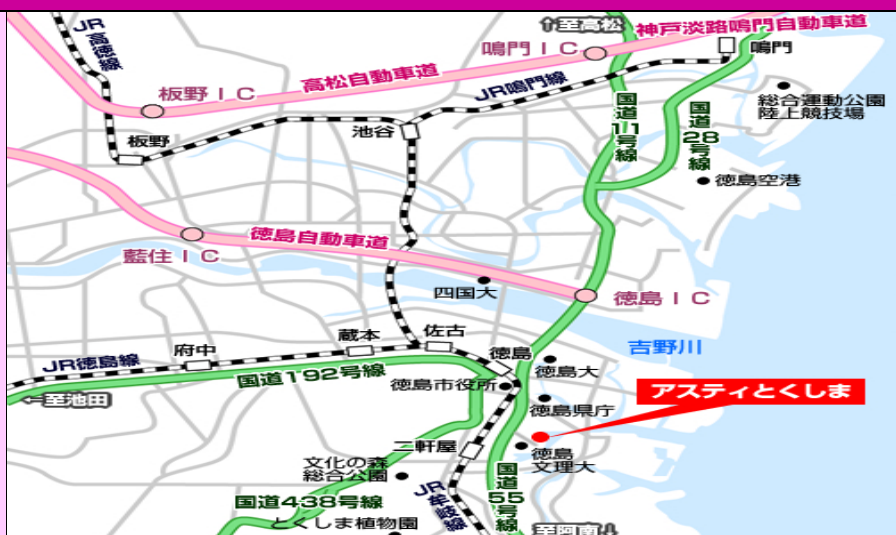 ↑至高松
神戸淡路鳴門自動車道
JR
高徳線
鳴門IC
鳴門
高松自動車道
板野IC
JR鳴門線
総合運動公園
陸上競技場
国道11号線
国道28号線
池谷
板野
徳島空港
徳島自動車道
藍住IC
四国大
徳島IC
吉野川
佐古
蔵本
府中
JR徳島線
徳島
徳島大
国道192号線
徳島市役所
アスティとくしま
←至池田
徳島県庁
二軒屋
徳島
文理大
文化の森
総合公園
国道55号線
JR
牟岐線
国道438号線
とくしま植物園
至阿南↓